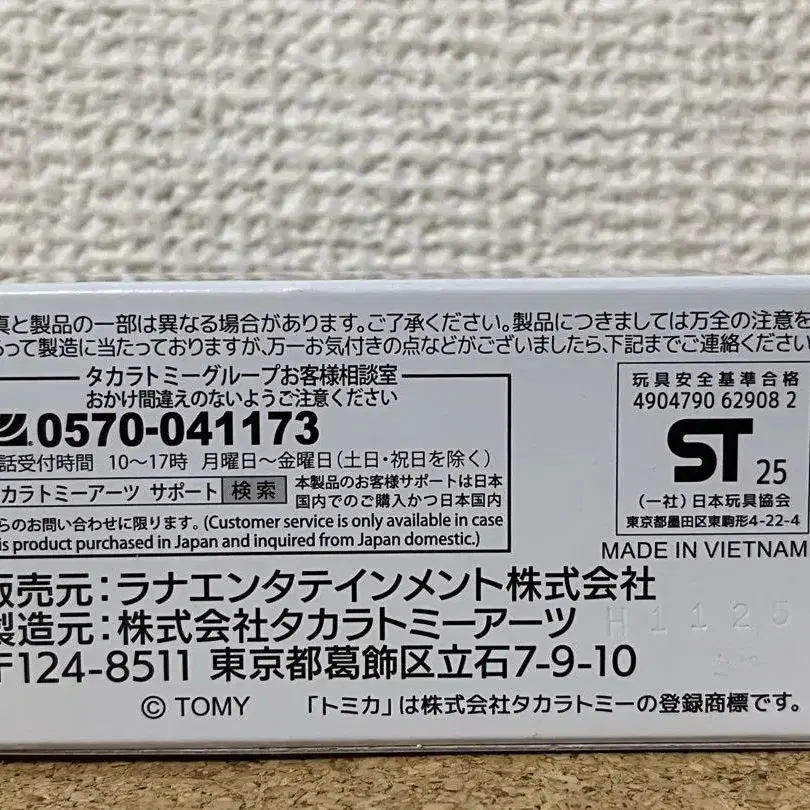 真と製品の一部は異なる場合があります。ご了承ください。製品につきましては万全の注意を
らって製造に当たっておりますが、万一お気付きの点などがございましたら、下記までご連絡ください
タカラトミーグループお客様相談室
おかけ間違えのないようご注意ください
0570-041173
話受付時間 10〜17時 月曜日〜金曜日(土日・祝日を除く)
カラトミーアーツ サポート 検索 本製品のお客様サポートは日本
国内でのご購入かつ日本国内
らのお問い合わせに限ります。(Customer service is only available in case
is product purchased in Japan and inquired from Japan domestic.)
玩具安全基準合格
4904790 62908 2
ST 25
(一社)日本玩具協会
東京都墨田区東駒形4-22-4
MADE IN VIETNAM
販売元:ラナエンタテインメント株式会社
製造元:株式会社タカラトミーアーツ
〒124-8511 東京都葛飾区立石7-9-10
H1125
© TOMY 「トミカ」は株式会社タカラトミーの登録商標です。